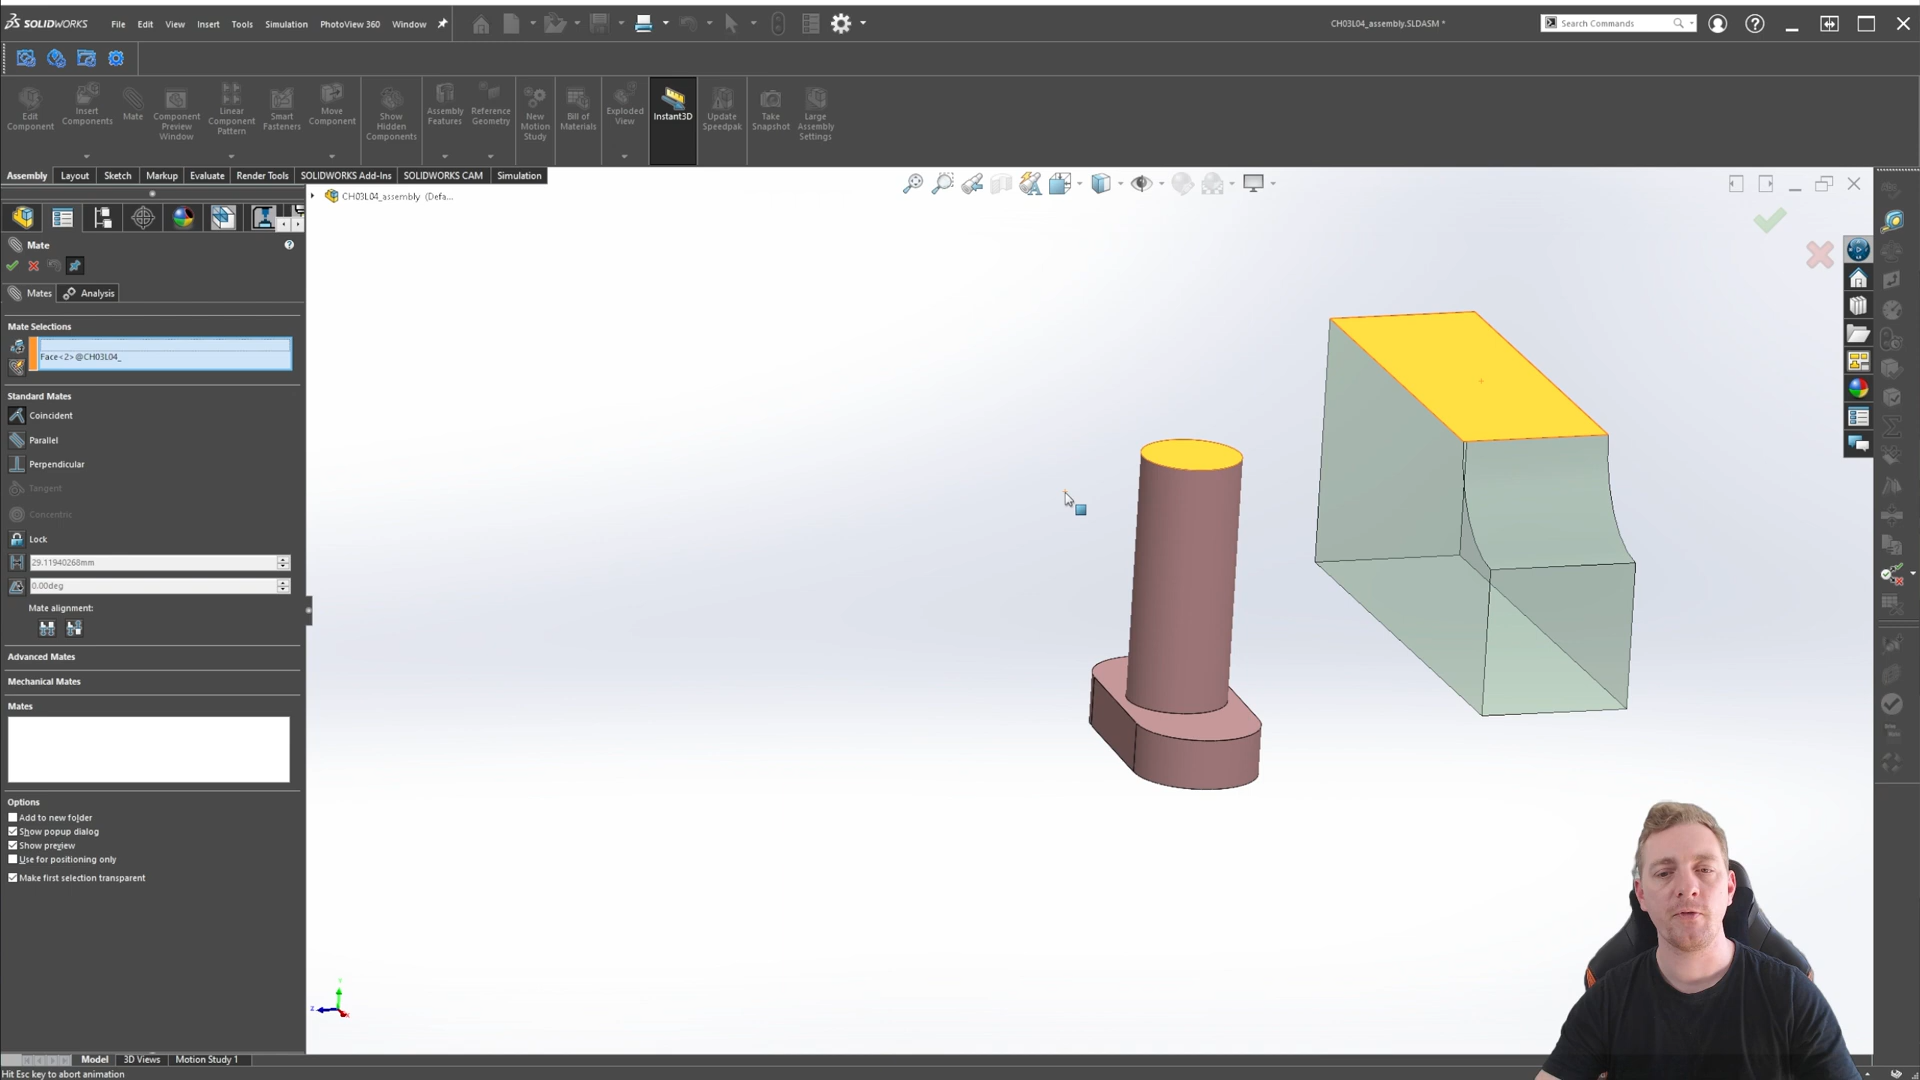 SOLIDWORKS File Edit View Insert Tools Simulation PhotoView 360 Window CH03L04_assembly.SLDASM * Search Commands
Edit Component
Insert Components
Mate
Component Preview Window
Linear Component Pattern
Smart Fasteners
Move Component
Show Hidden Components
Assembly Features
Reference Geometry
New Motion Study
Bill of Materials
Exploded View
Instant3D
Update Speedpak
Take Snapshot
Large Assembly Settings
Assembly Layout Sketch Markup Evaluate Render Tools SOLIDWORKS Add-Ins SOLIDWORKS CAM Simulation
CH03L04_assembly (Defa...
Mate
Mates Analysis
Mate Selections
Face<2>@CH03L04_
Standard Mates
Coincident
Parallel
Perpendicular
Tangent
Concentric
Lock
29.11940268mm
0.00deg
Mate alignment:
Advanced Mates
Mechanical Mates
Mates
Options
Add to new folder
Show popup dialog
Show preview
Use for positioning only
Make first selection transparent
Model 3D Views Motion Study 1
Hit Esc key to abort animation